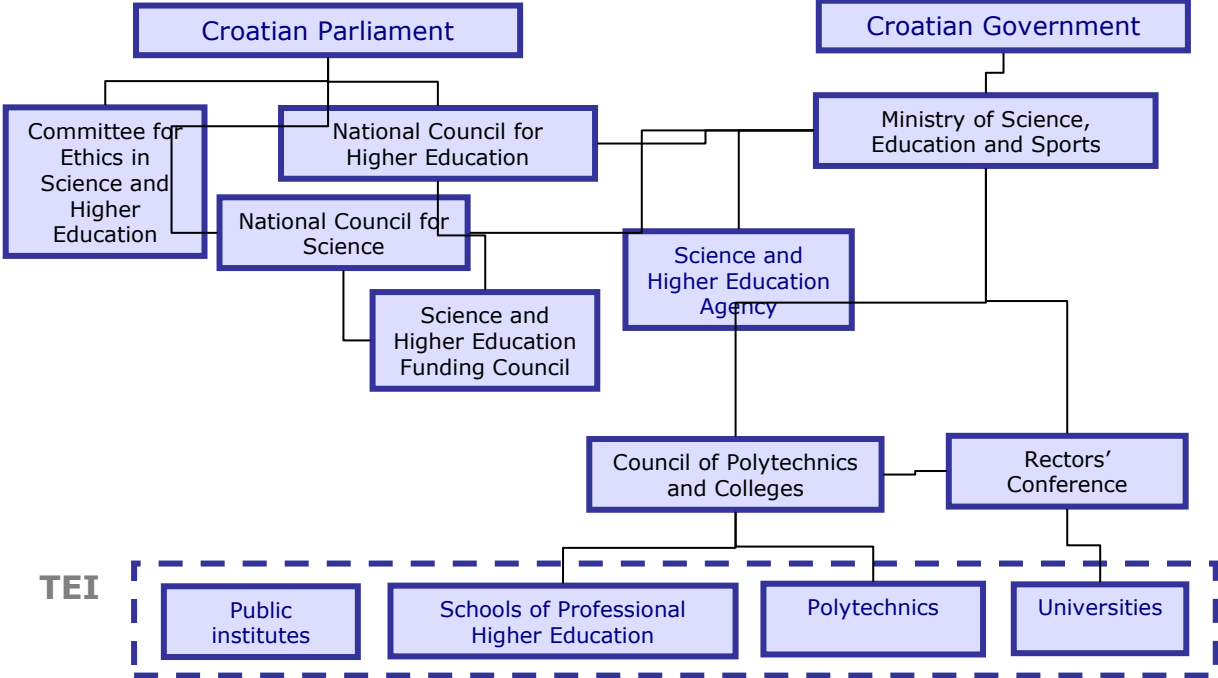 Croatian Parliament
Croatian Government
Committee for
Ethics in
Science and
Higher
Education
National Council for
Higher Education
Ministry of Science,
Education and Sports
National Council for
Science
Science and
Higher Education
Agency
Science and
Higher Education
Funding Council
Council of Polytechnics
and Colleges
Rectors’
Conference
TEI
Public
institutes
Schools of Professional
Higher Education
Polytechnics
Universities